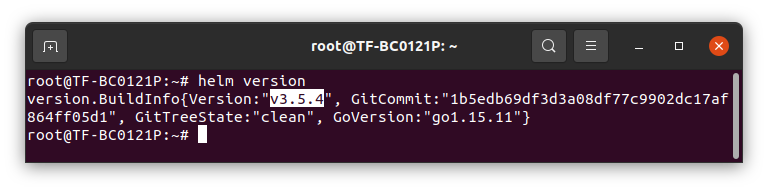 root@TF-BC0121P: ~
root@TF-BC0121P:~# helm version
version.BuildInfo{Version:"v3.5.4", GitCommit:"1b5edb69df3d3a08df77c9902dc17af
864ff05d1", GitTreeState:"clean", GoVersion:"go1.15.11"}
root@TF-BC0121P:~#